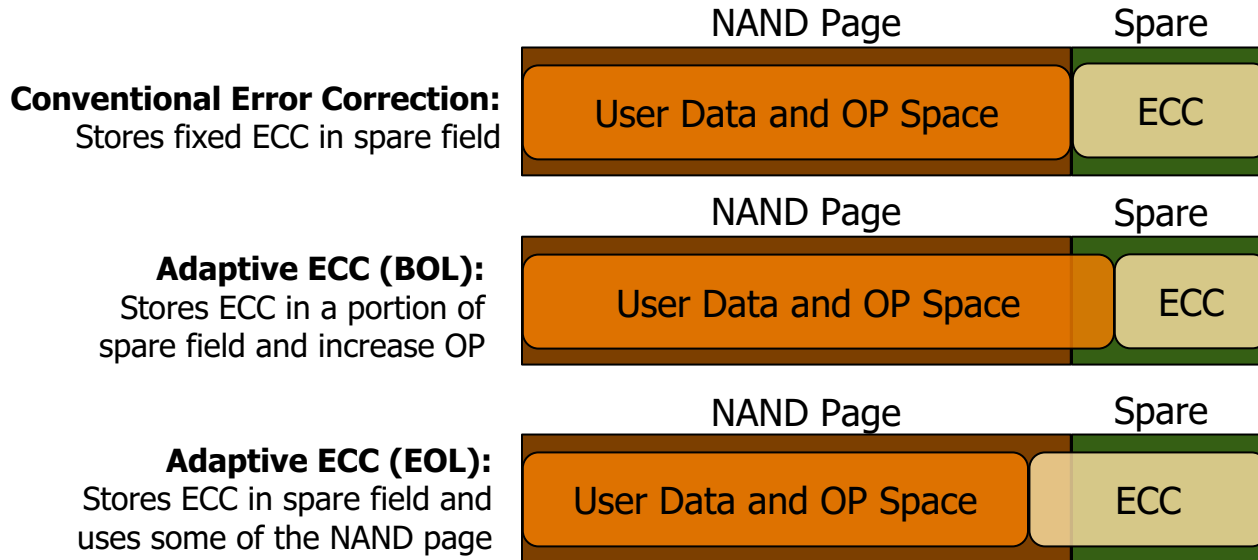 NAND Page Spare
Conventional Error Correction:
Stores fixed ECC in spare field
User Data and OP Space ECC
NAND Page Spare
Adaptive ECC (BOL):
Stores ECC in a portion of
spare field and increase OP
User Data and OP Space ECC
NAND Page Spare
Adaptive ECC (EOL):
Stores ECC in spare field and
uses some of the NAND page
User Data and OP Space ECC